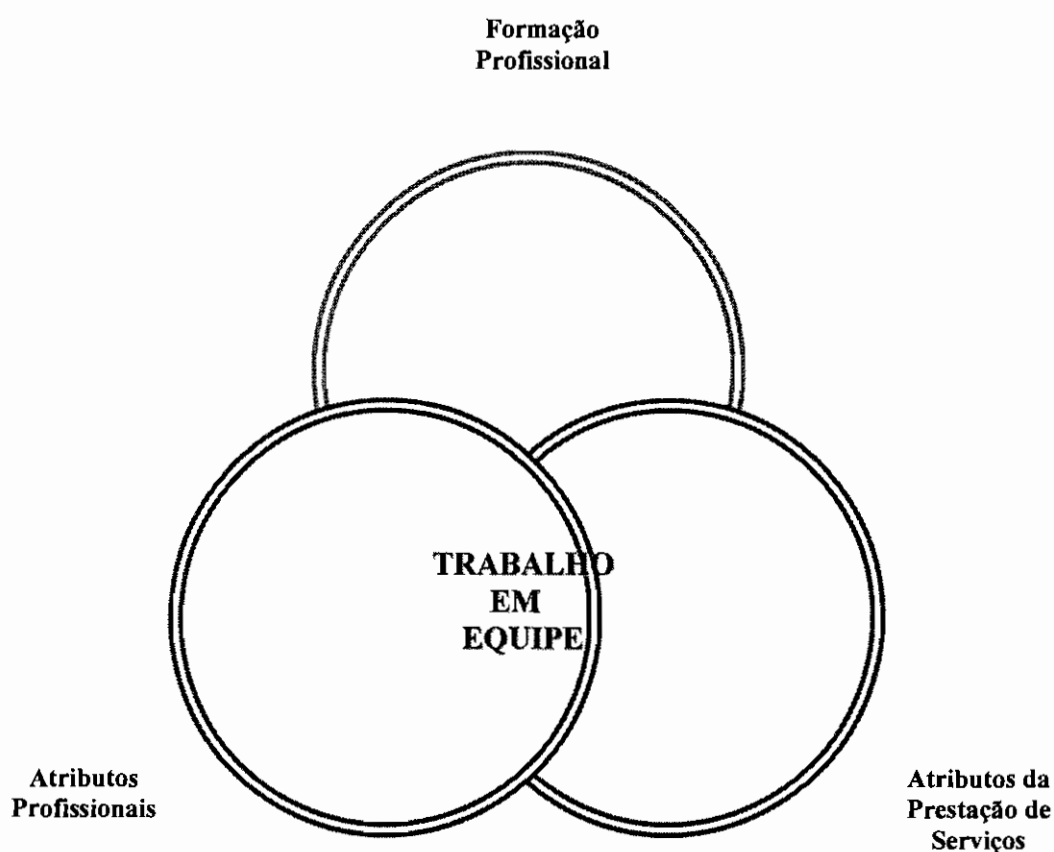 Formação
Profissional
TRABALHO
EM
EQUIPE
Atributos
Profissionais
Atributos da
Prestação de
Serviços